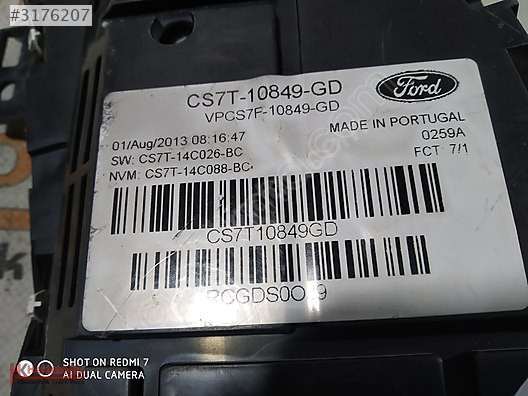 #3176207
Ford
CS7T-10849-GD
VPCS7F-10849-GD
01/Aug/2013 08:16:47
MADE IN PORTUGAL
SW: CS7T-14C026-BC
0259A
NVM: CS7T-14C088-BC
FCT 7/1
CS7T10849GD
SHOT ON REDMI 7
AI DUAL CAMERA